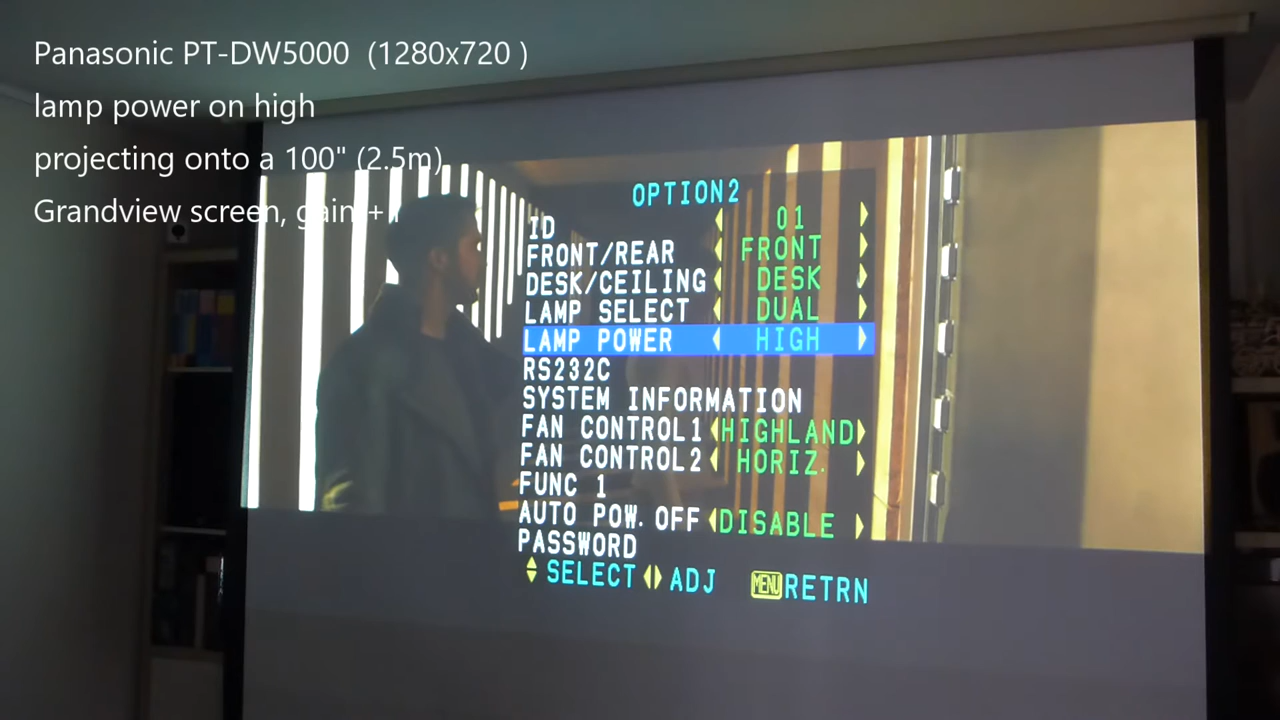 Panasonic PT-DW5000 (1280x720 )
lamp power on high
projecting onto a 100" (2.5m)
Grandview screen, gain +
OPTION2
ID 01
FRONT/REAR FRONT
DESK/CEILING DESK
LAMP SELECT DUAL
LAMP POWER HIGH
RS232C
SYSTEM INFORMATION
FAN CONTROL1 HIGHLAND
FAN CONTROL2 HORIZ.
FUNC 1
AUTO POW. OFF DISABLE
PASSWORD
SELECT ADJ MENU RETRN